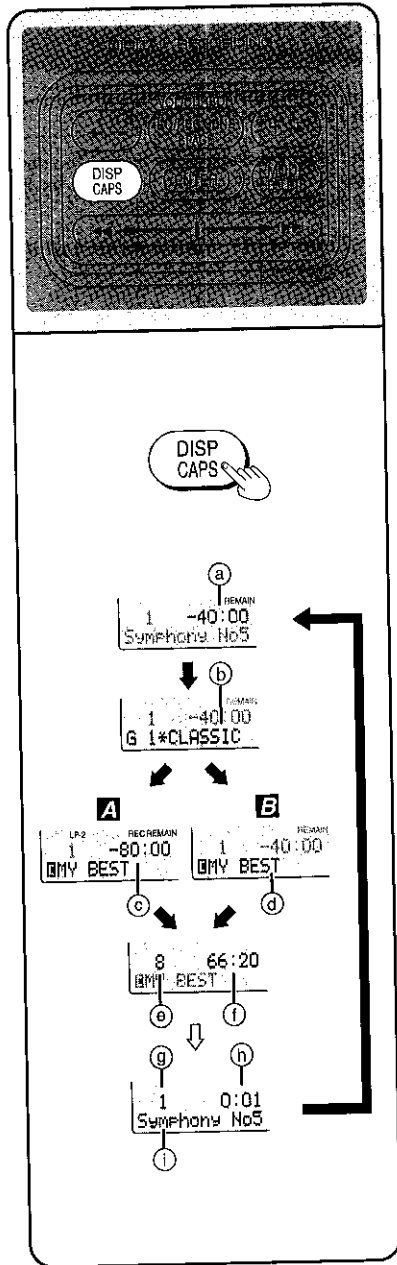 DISP
CAPS
DISP
CAPS
a
REMAIN
1 -40:00
Symphony No5
b
REMAIN
1 -40:00
G 1*CLASSIC
A B
LP-2 REC REMAIN
1 -80:00
MY BEST
REMAIN
1 -40:00
MY BEST
c d
8 66:20
MY BEST
e f
g h
1 0:01
Symphony No5
i